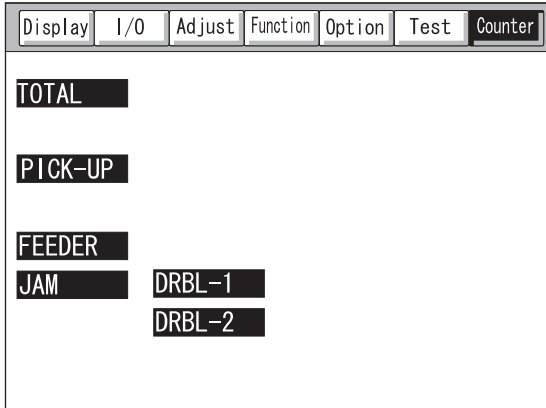 Display I/O Adjust Function Option Test Counter
TOTAL
PICK-UP
FEEDER
JAM DRBL-1
DRBL-2